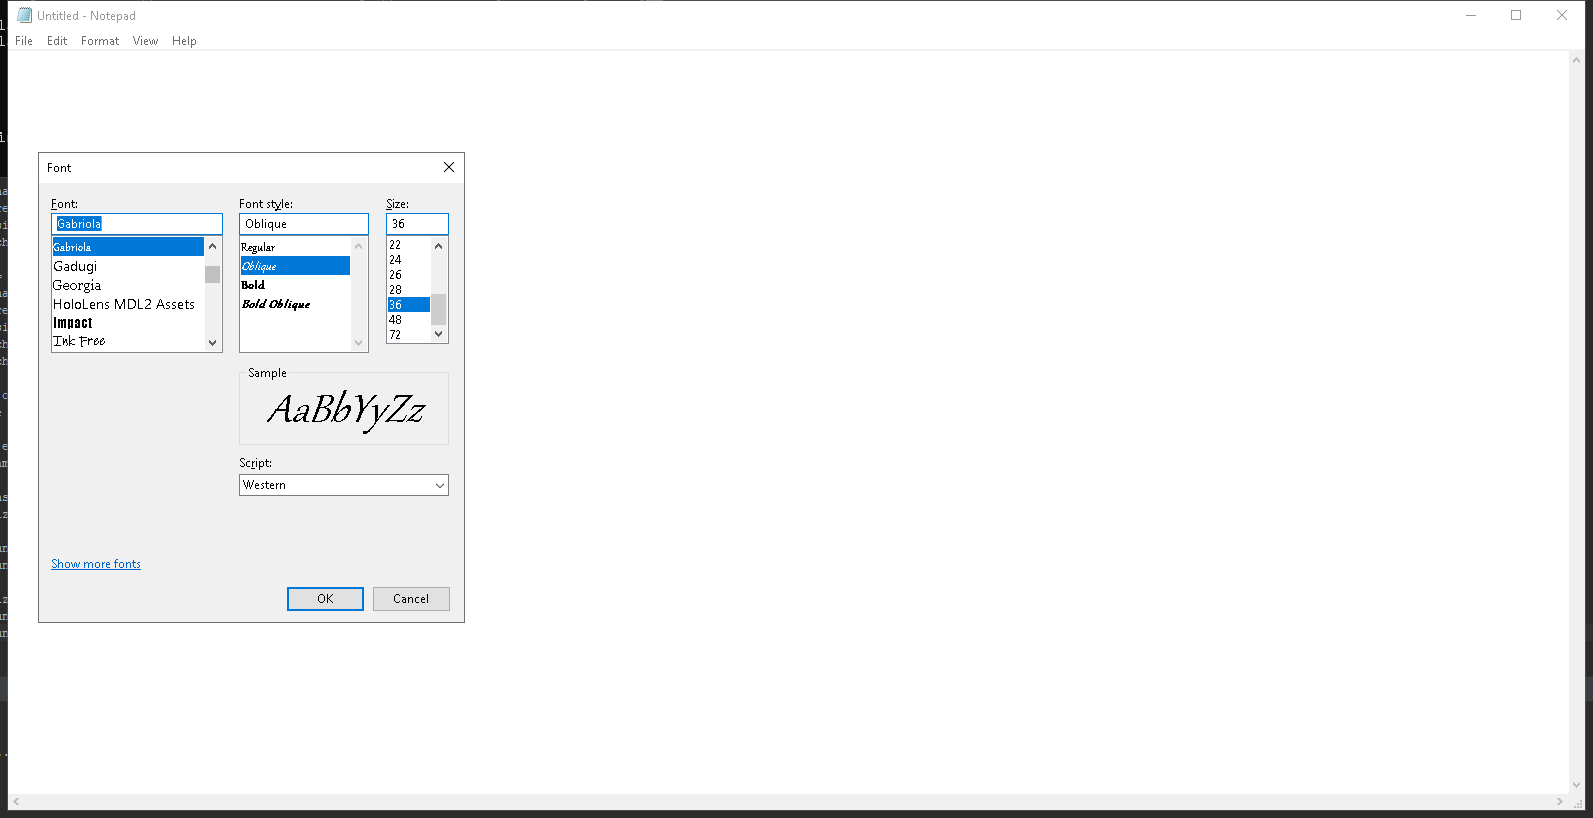 Untitled - Notepad
File Edit Format View Help
Font
Font: Font style: Size:
Gabriola Oblique 36
Gabriola
Gadugi
Georgia
HoloLens MDL2 Assets
Impact
Ink Free
Regular
Oblique
Bold
Bold Oblique
22
24
26
28
36
48
72
Sample
AaBbYyZz
Script:
Western
Show more fonts
OK Cancel